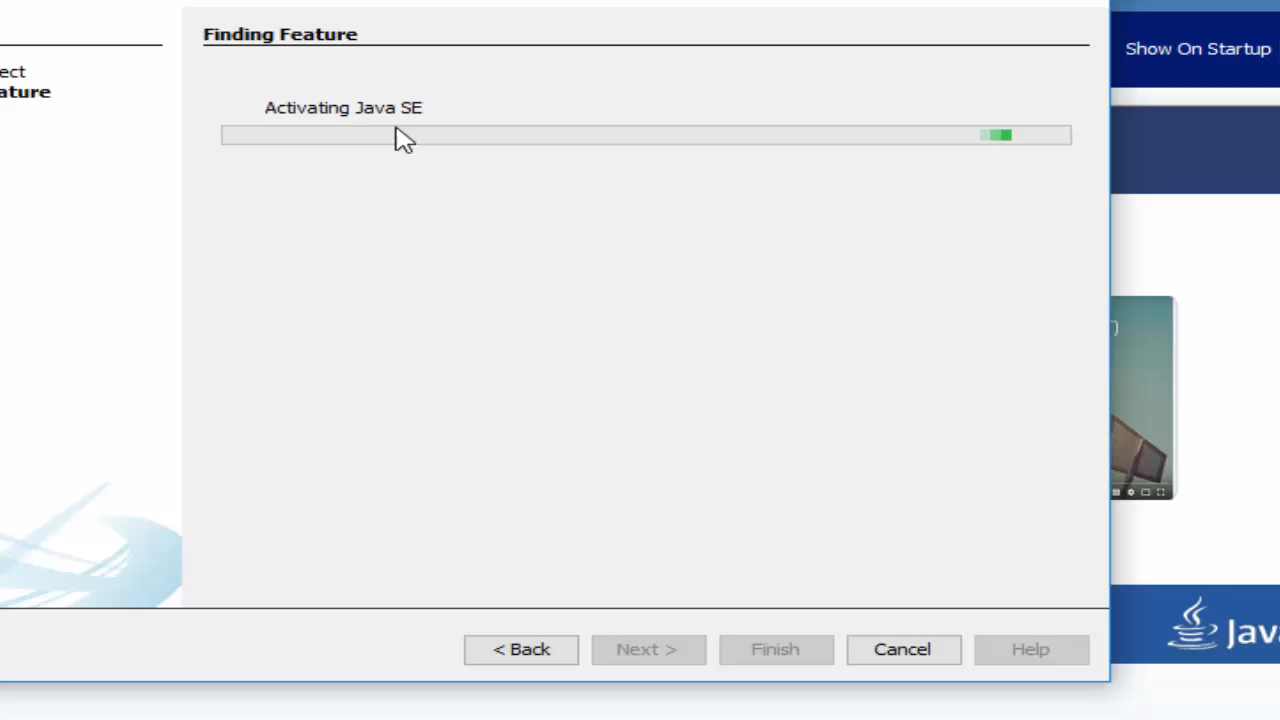 Finding Feature
Show On Startup
ect
ature
Activating Java SE
< Back
Next >
Finish
Cancel
Help
Java